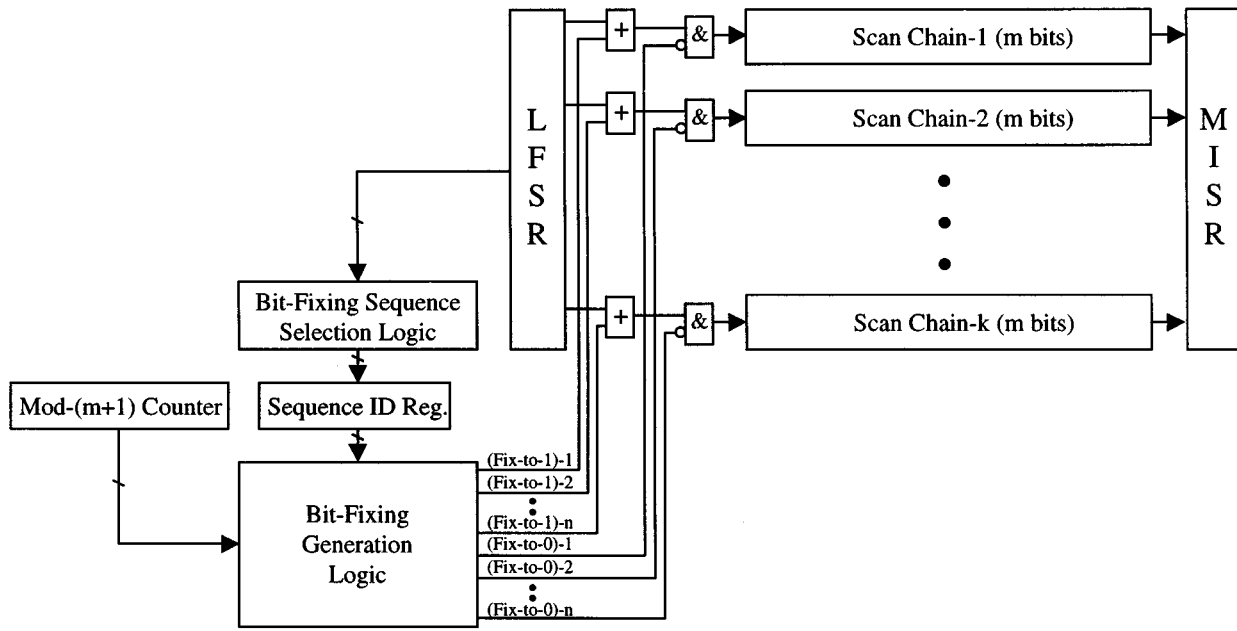 L
F
S
R
+
&
Scan Chain-1 (m bits)
+
&
Scan Chain-2 (m bits)
M
I
S
R
+
&
Scan Chain-k (m bits)
Bit-Fixing Sequence
Selection Logic
Mod-(m+1) Counter
Sequence ID Reg.
Bit-Fixing
Generation
Logic
(Fix-to-1)-1
(Fix-to-1)-2
(Fix-to-1)-n
(Fix-to-0)-1
(Fix-to-0)-2
(Fix-to-0)-n